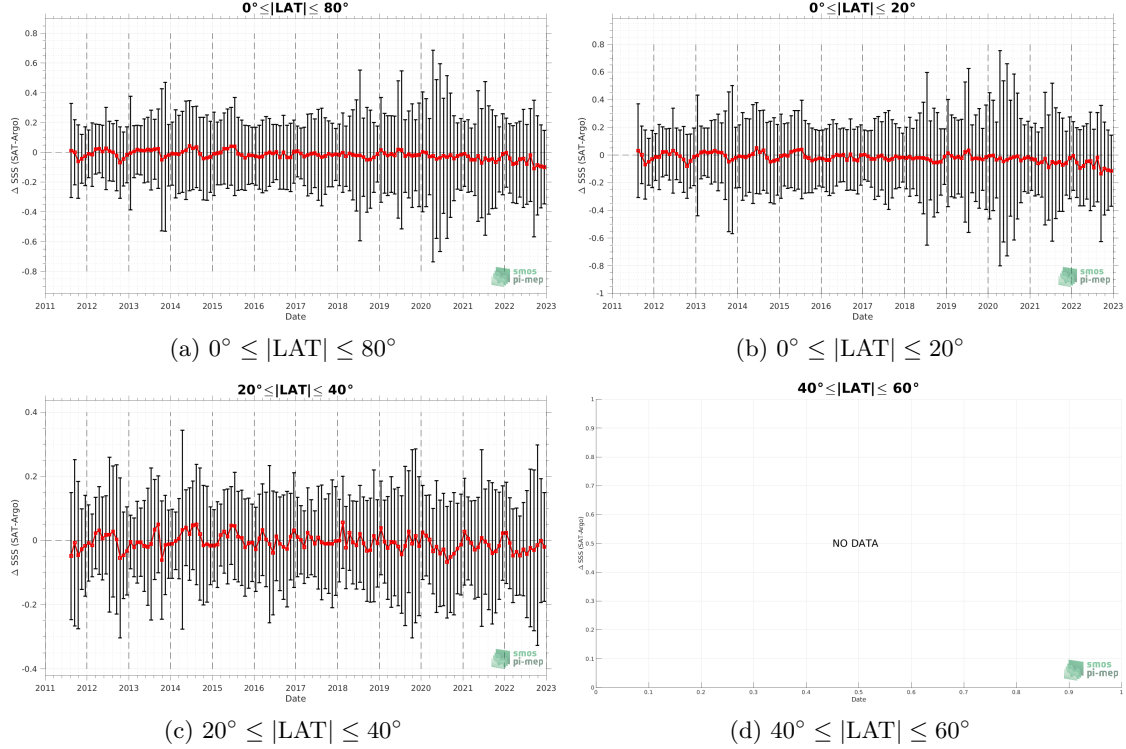 0°≤|LAT|≤ 80°
Δ SSS (SAT-Argo)
0.8
0.6
0.4
0.2
0
-0.2
-0.4
-0.6
-0.8
smos
pi-mep
2011 2012 2013 2014 2015 2016 2017 2018 2019 2020 2021 2022 2023
Date
(a) 0° ≤ |LAT| ≤ 80°
0°≤|LAT|≤ 20°
Δ SSS (SAT-Argo)
0.8
0.6
0.4
0.2
0
-0.2
-0.4
-0.6
-0.8
-1
smos
pi-mep
2011 2012 2013 2014 2015 2016 2017 2018 2019 2020 2021 2022 2023
Date
(b) 0° ≤ |LAT| ≤ 20°
20°≤|LAT|≤ 40°
Δ SSS (SAT-Argo)
0.4
0.2
0
-0.2
-0.4
smos
pi-mep
2011 2012 2013 2014 2015 2016 2017 2018 2019 2020 2021 2022 2023
Date
(c) 20° ≤ |LAT| ≤ 40°
40°≤|LAT|≤ 60°
Δ SSS (SAT-Argo)
1
0.9
0.8
0.7
0.6
0.5
0.4
0.3
0.2
0.1
0
NO DATA
smos
pi-mep
0 0.1 0.2 0.3 0.4 0.5 0.6 0.7 0.8 0.9 1
Date
(d) 40° ≤ |LAT| ≤ 60°